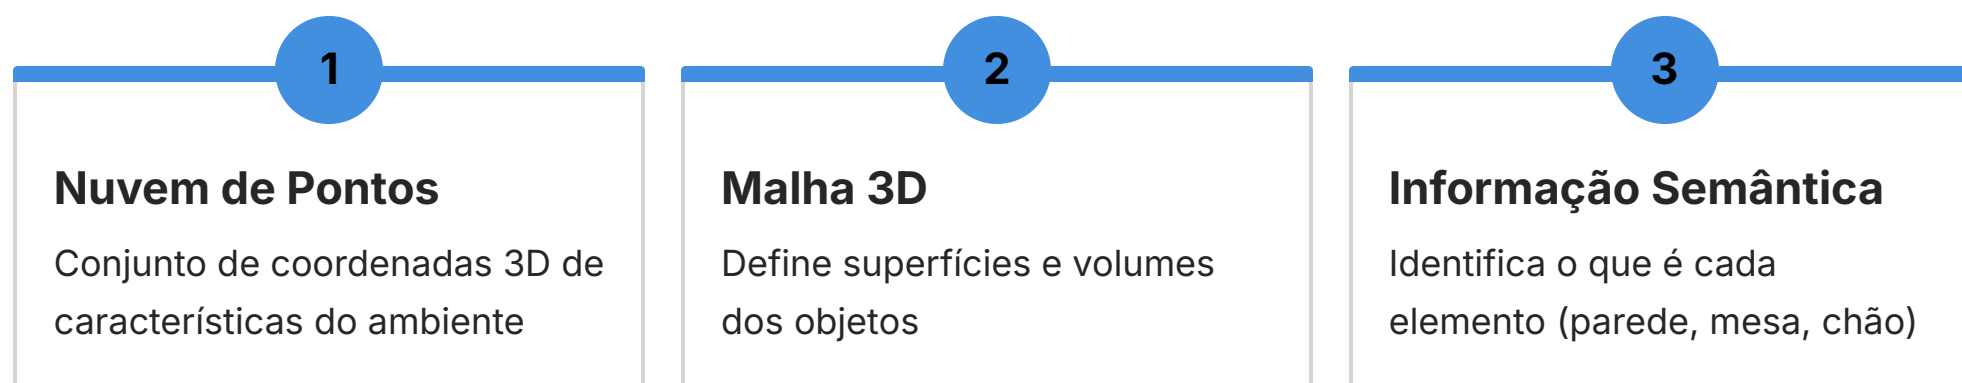 1
Nuvem de Pontos
Conjunto de coordenadas 3D de
características do ambiente
2
Malha 3D
Define superfícies e volumes
dos objetos
3
Informação Semântica
Identifica o que é cada
elemento (parede, mesa, chão)